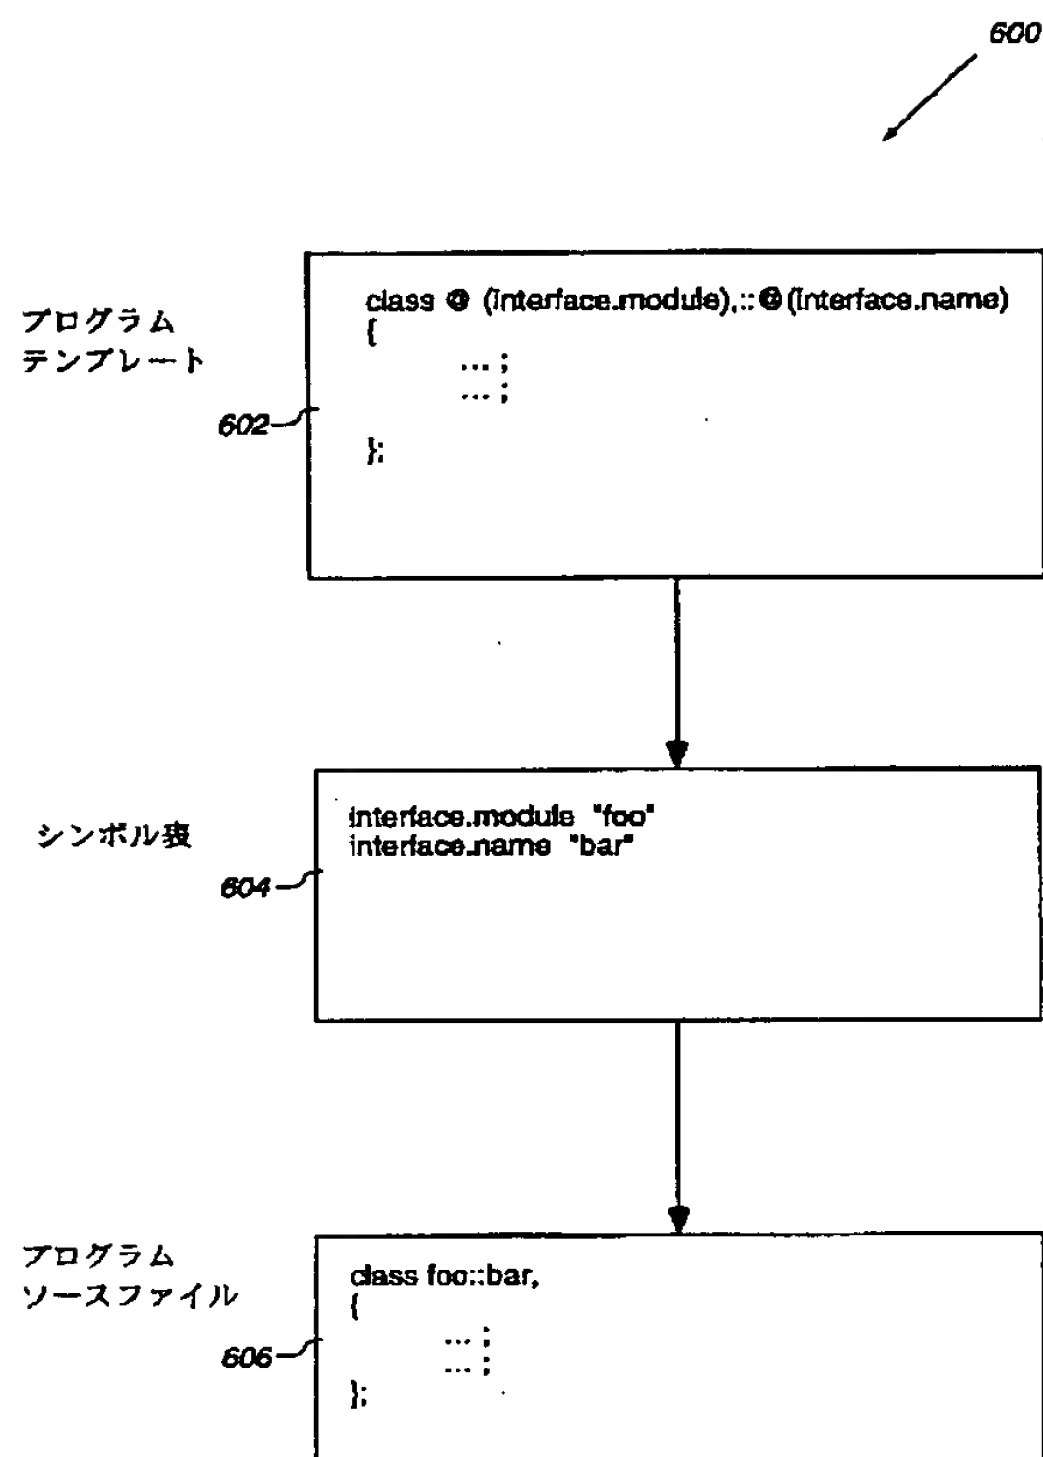 600
プログラム
テンプレート
602
class @ (interface.module),::@(interface.name)
{
... ;
... ;
};
シンボル表
604
interface.module "foo"
interface.name "bar"
プログラム
ソースファイル
606
class foo::bar,
{
... ;
... ;
};